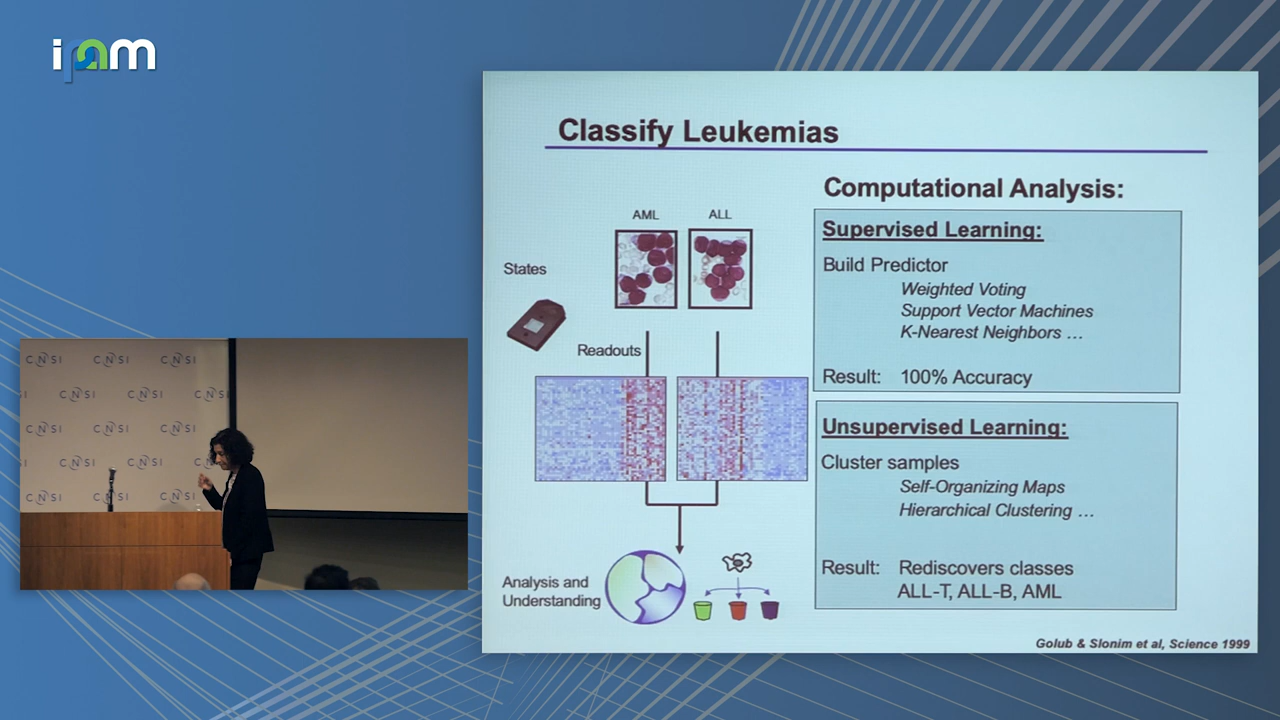 ipam
Classify Leukemias
Computational Analysis:
AML
ALL
States
Readouts
Analysis and
Understanding
Supervised Learning:
Build Predictor
Weighted Voting
Support Vector Machines
K-Nearest Neighbors …
Result: 100% Accuracy
Unsupervised Learning:
Cluster samples
Self-Organizing Maps
Hierarchical Clustering …
Result: Rediscovers classes
ALL-T, ALL-B, AML
Golub & Slonim et al, Science 1999
CNSI CNSI CNSI
CNSI CNSI CNSI
CNSI CNSI
CNSI CNSI
CNSI CNSI